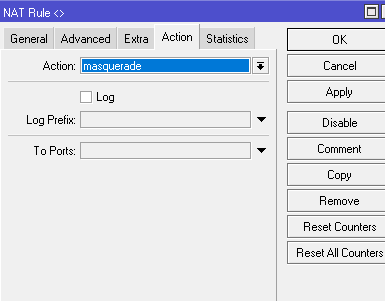 NAT Rule <>
General Advanced Extra Action Statistics
Action: masquerade
Log
Log Prefix:
To Ports:
OK
Cancel
Apply
Disable
Comment
Copy
Remove
Reset Counters
Reset All Counters